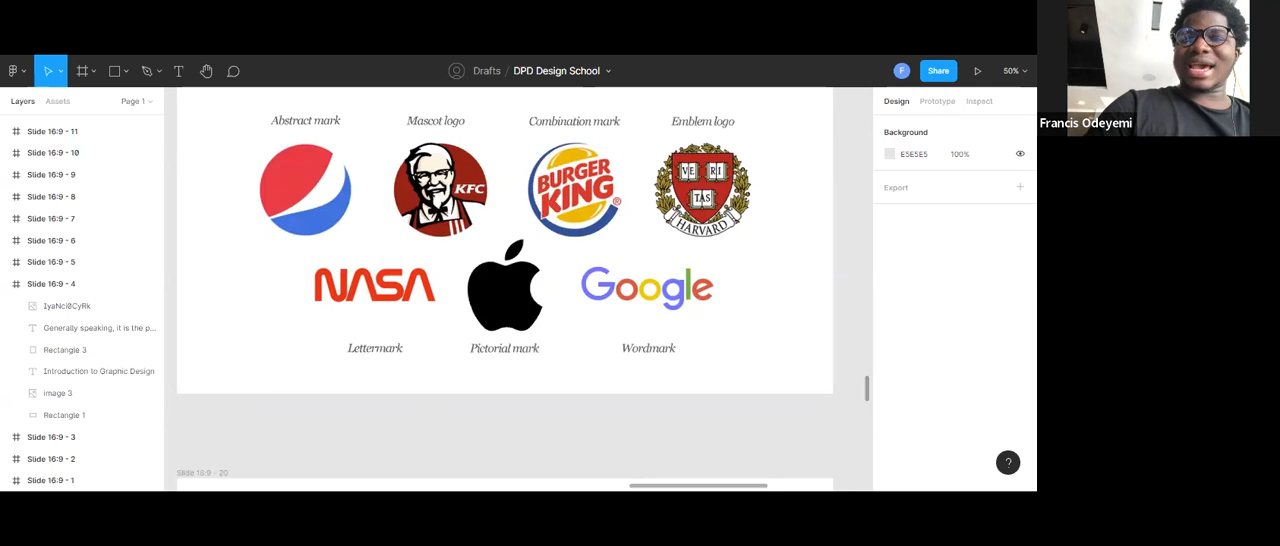 Drafts / DPD Design School
F
Share
50%
Layers
Assets
Page 1
Design
Prototype
Inspect
Slide 16:9 - 11
Slide 16:9 - 10
Slide 16:9 - 9
Slide 16:9 - 8
Slide 16:9 - 7
Slide 16:9 - 6
Slide 16:9 - 5
Slide 16:9 - 4
Generally speaking, it is the p...
Rectangle 3
Introduction to Graphic Design
image 3
Rectangle 1
Slide 16:9 - 3
Slide 16:9 - 2
Slide 16:9 - 1
Abstract mark
Mascot logo
Combination mark
Emblem logo
KFC
BURGER
KING®
VE RI
TAS
HARVARD
NASA
Google
Lettermark
Pictorial mark
Wordmark
Slide 16:9 - 20
Background
E5E5E5
100%
Export
?
Francis Odeyemi